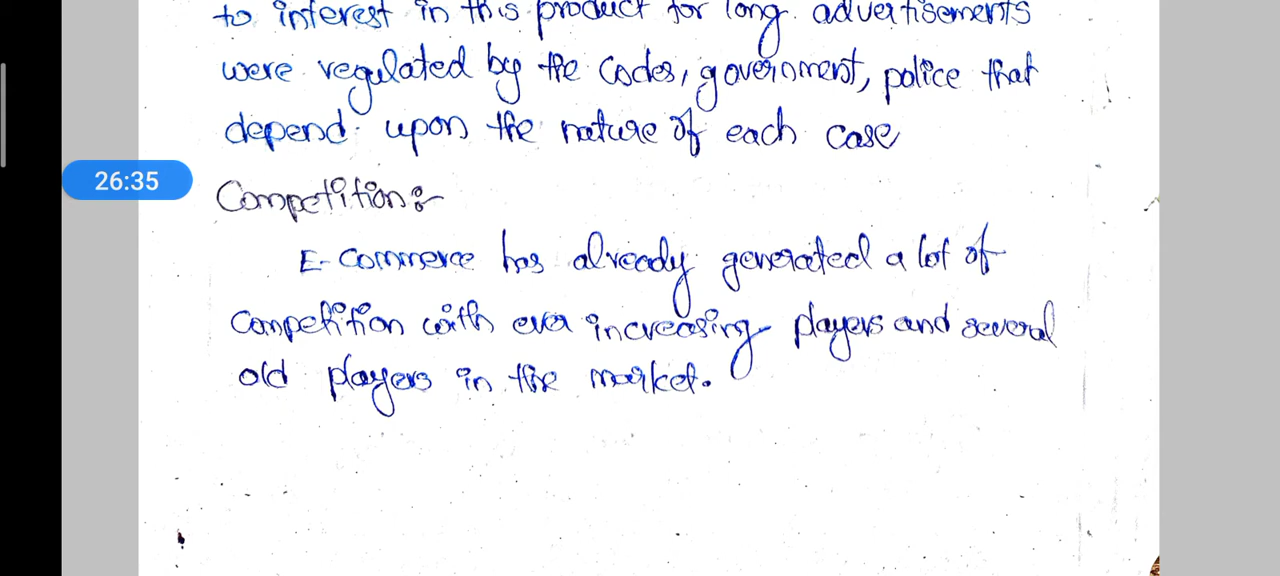 to interest in this product for long advertisements
were regulated by the codes, government, police that
depend upon the nature of each case
26:35
Competition:-
E-Commerce has already generated a lot of
competition with ever increasing players and several
old players in the market.